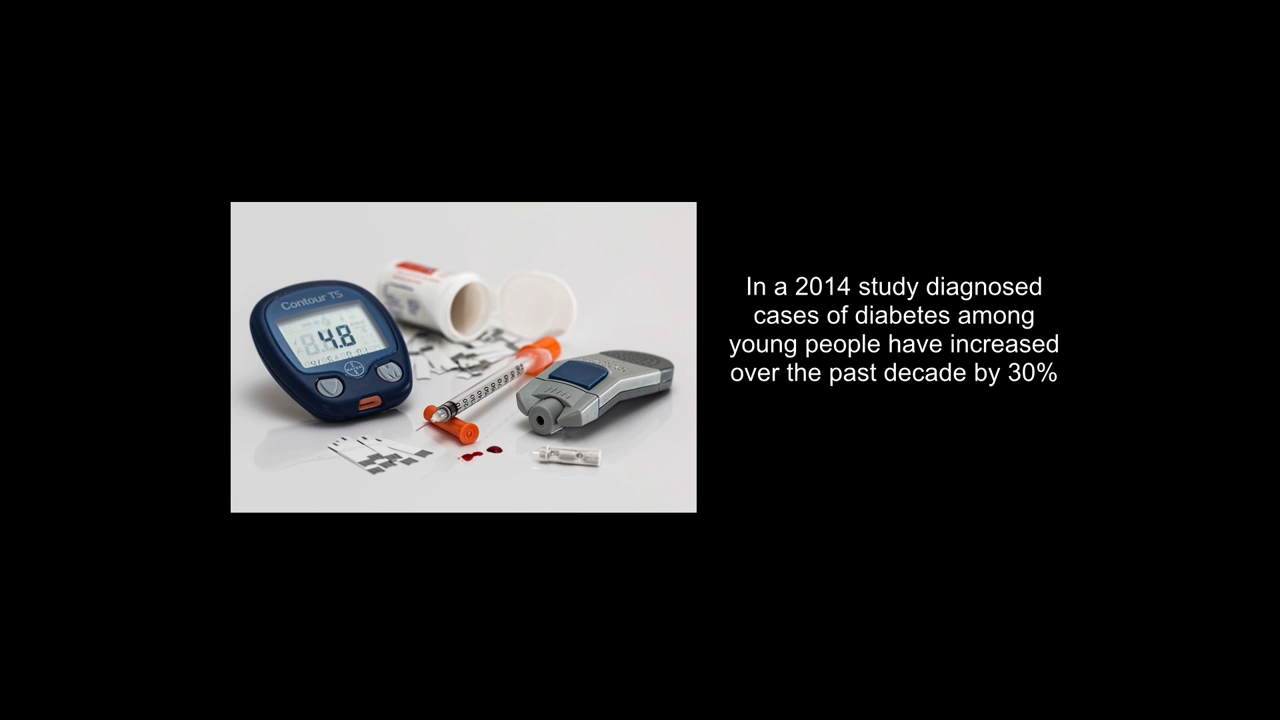 Contour TS
4.8
In a 2014 study diagnosed
cases of diabetes among
young people have increased
over the past decade by 30%